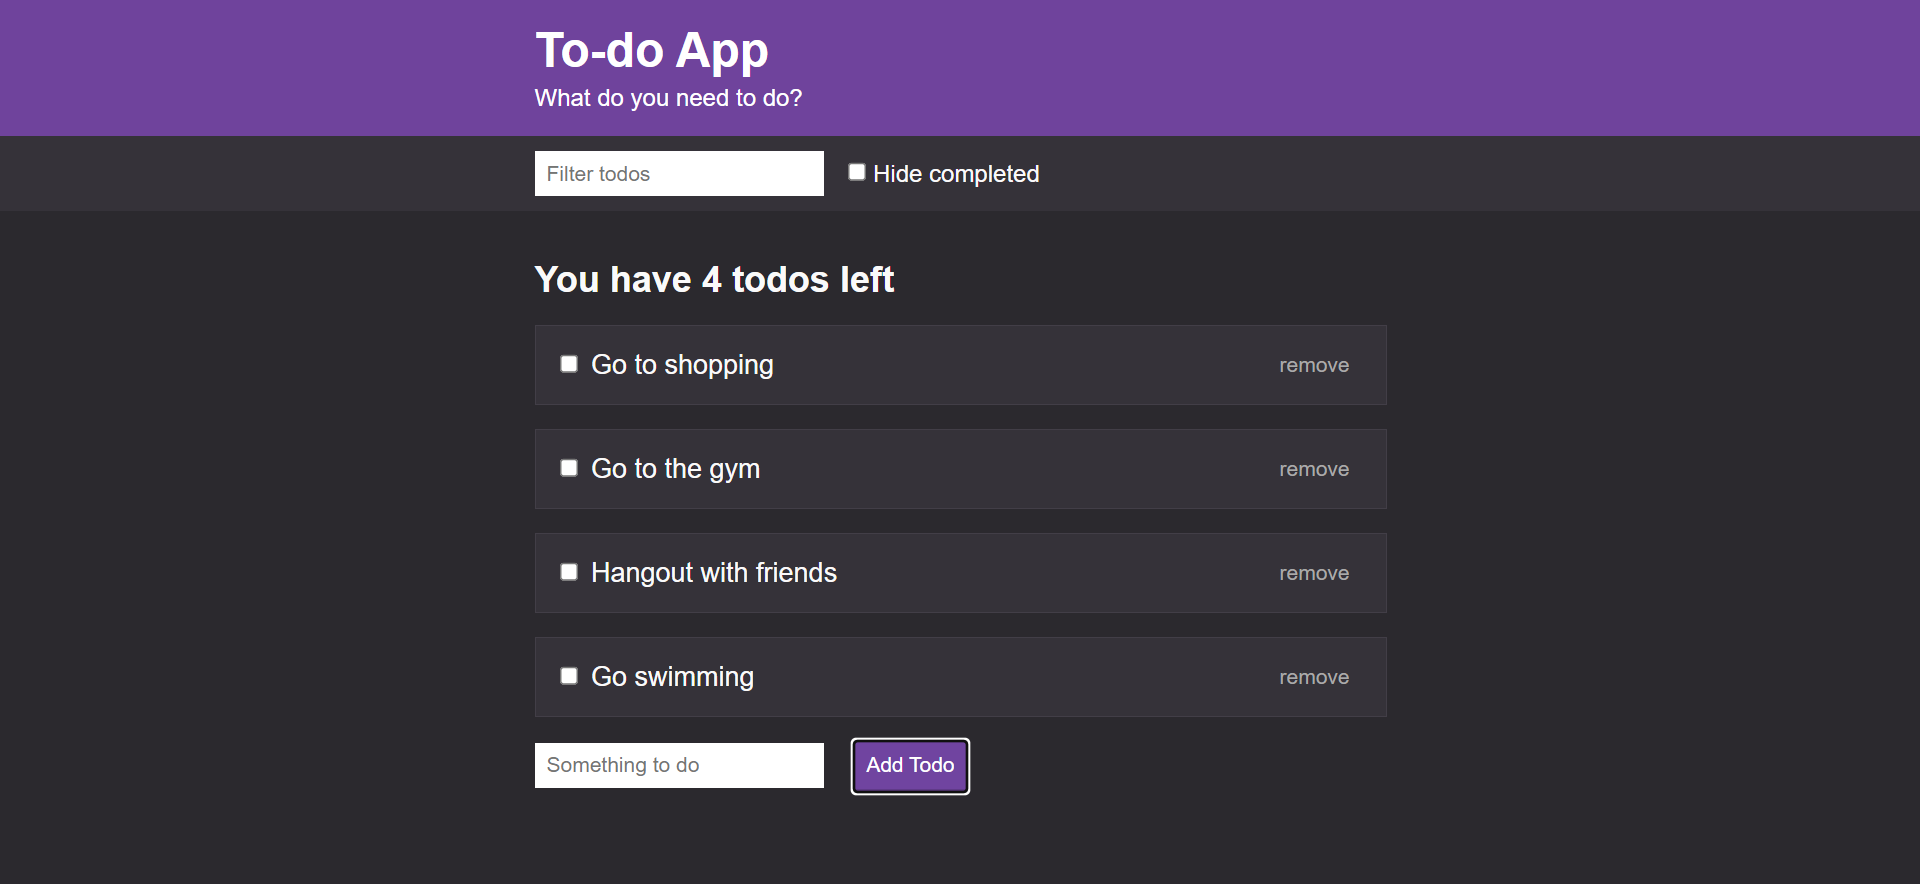 To-do App
What do you need to do?
Filter todos
Hide completed
You have 4 todos left
Go to shopping
remove
Go to the gym
remove
Hangout with friends
remove
Go swimming
remove
Something to do
Add Todo